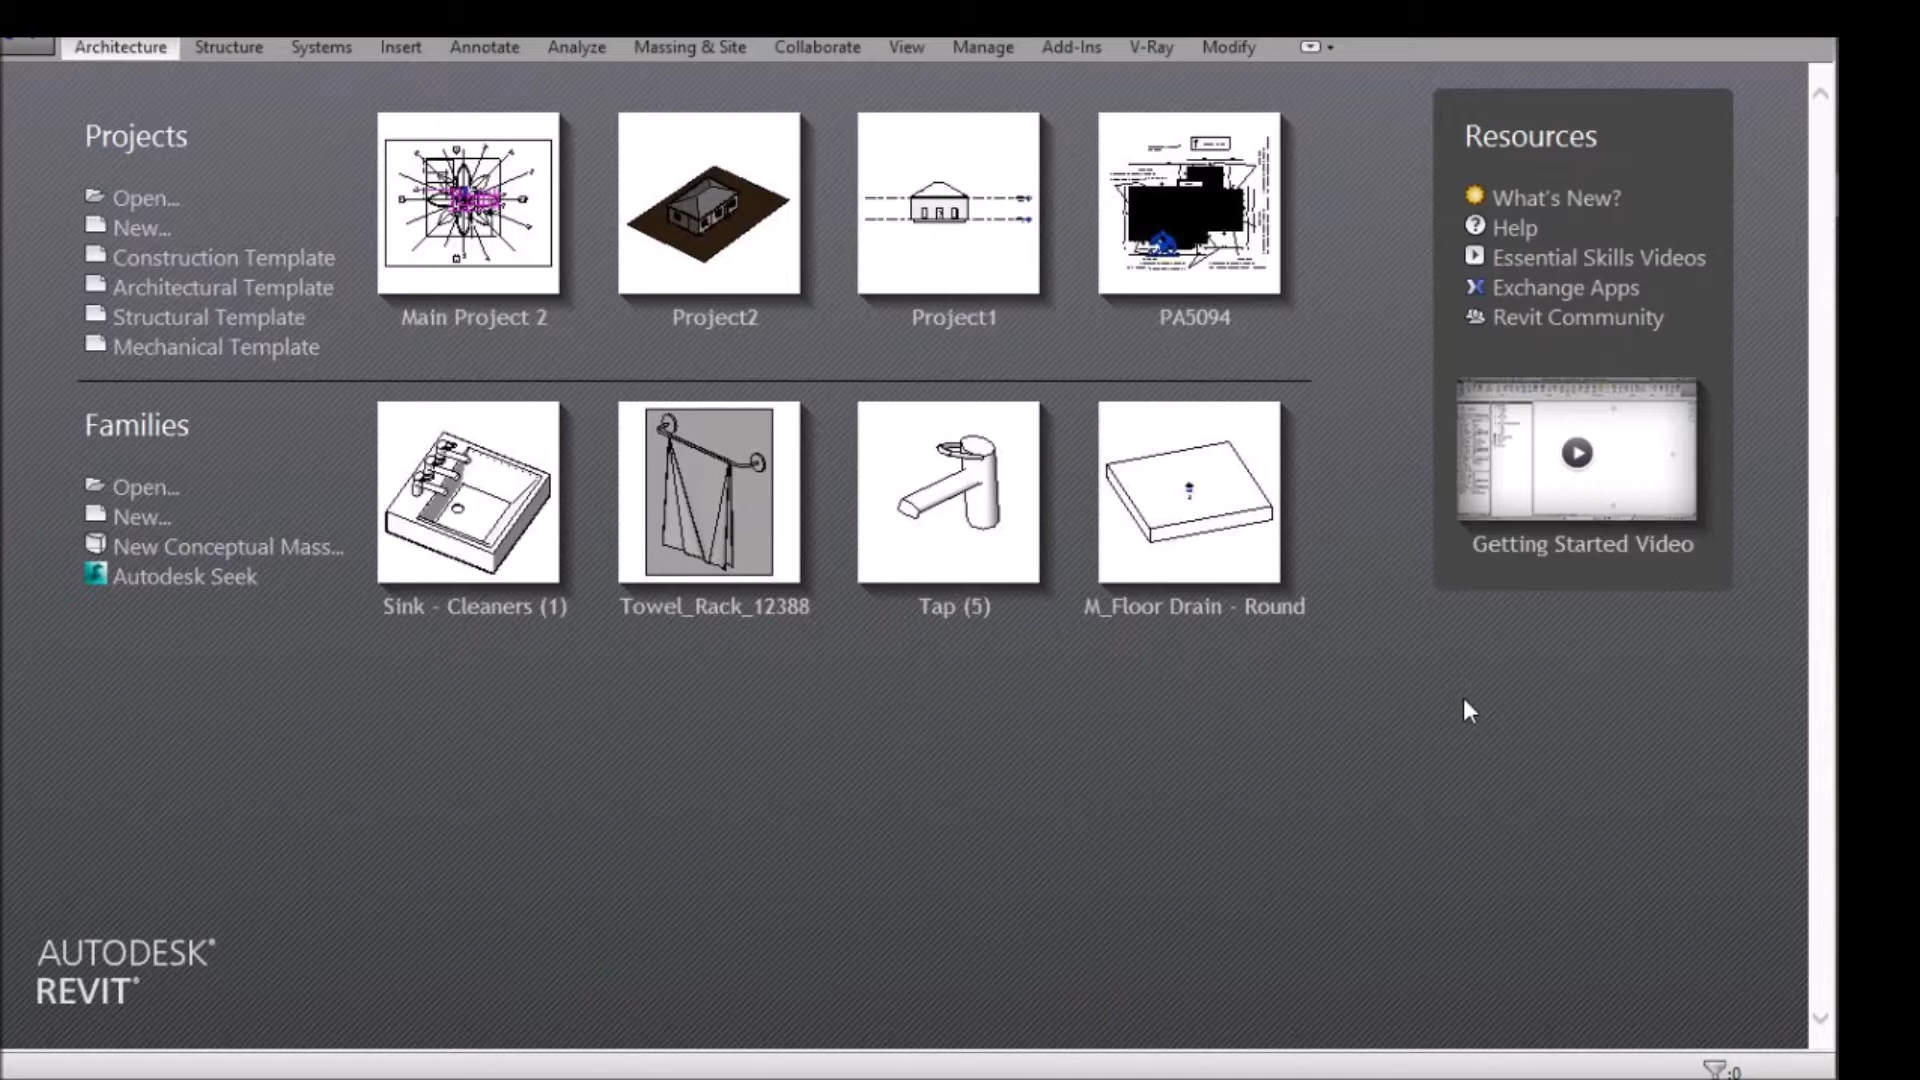 Architecture Structure Systems Insert Annotate Analyze Massing & Site Collaborate View Manage Add-Ins V-Ray Modify
Projects
Open...
New...
Construction Template
Architectural Template
Structural Template
Mechanical Template
Main Project 2
Project2
Project1
PA5094
Families
Open...
New...
New Conceptual Mass...
Autodesk Seek
Sink - Cleaners (1)
Towel_Rack_12388
Tap (5)
M_Floor Drain - Round
Resources
What's New?
Help
Essential Skills Videos
Exchange Apps
Revit Community
Getting Started Video
AUTODESK®
REVIT®
:0